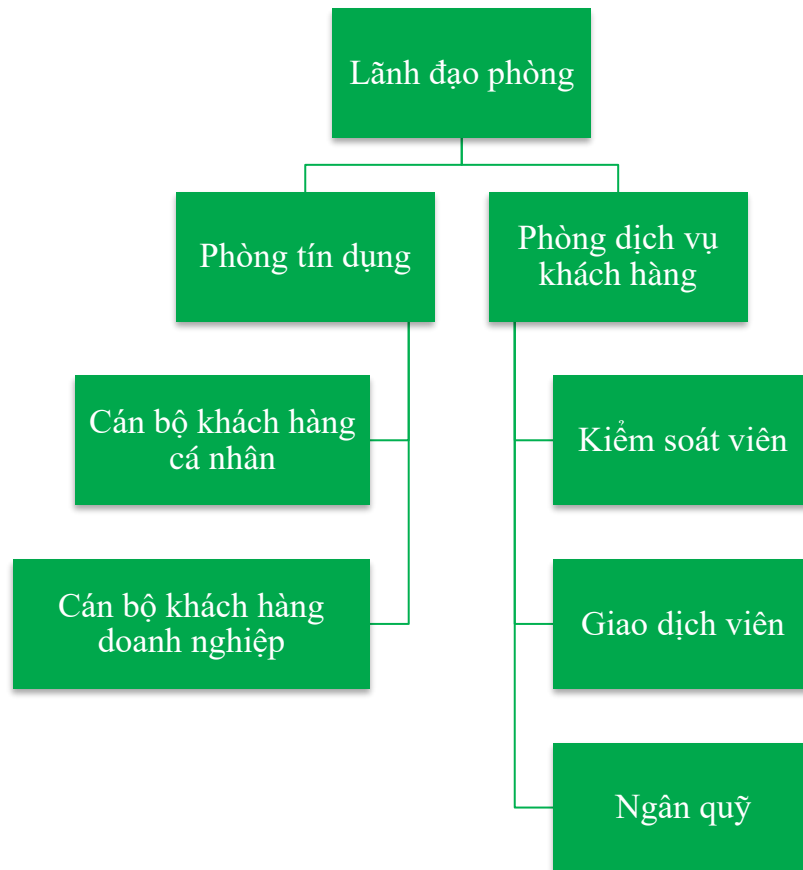 Lãnh đạo phòng
Phòng tín dụng
Phòng dịch vụ
khách hàng
Cán bộ khách hàng
cá nhân
Kiểm soát viên
Cán bộ khách hàng
doanh nghiệp
Giao dịch viên
Ngân quỹ